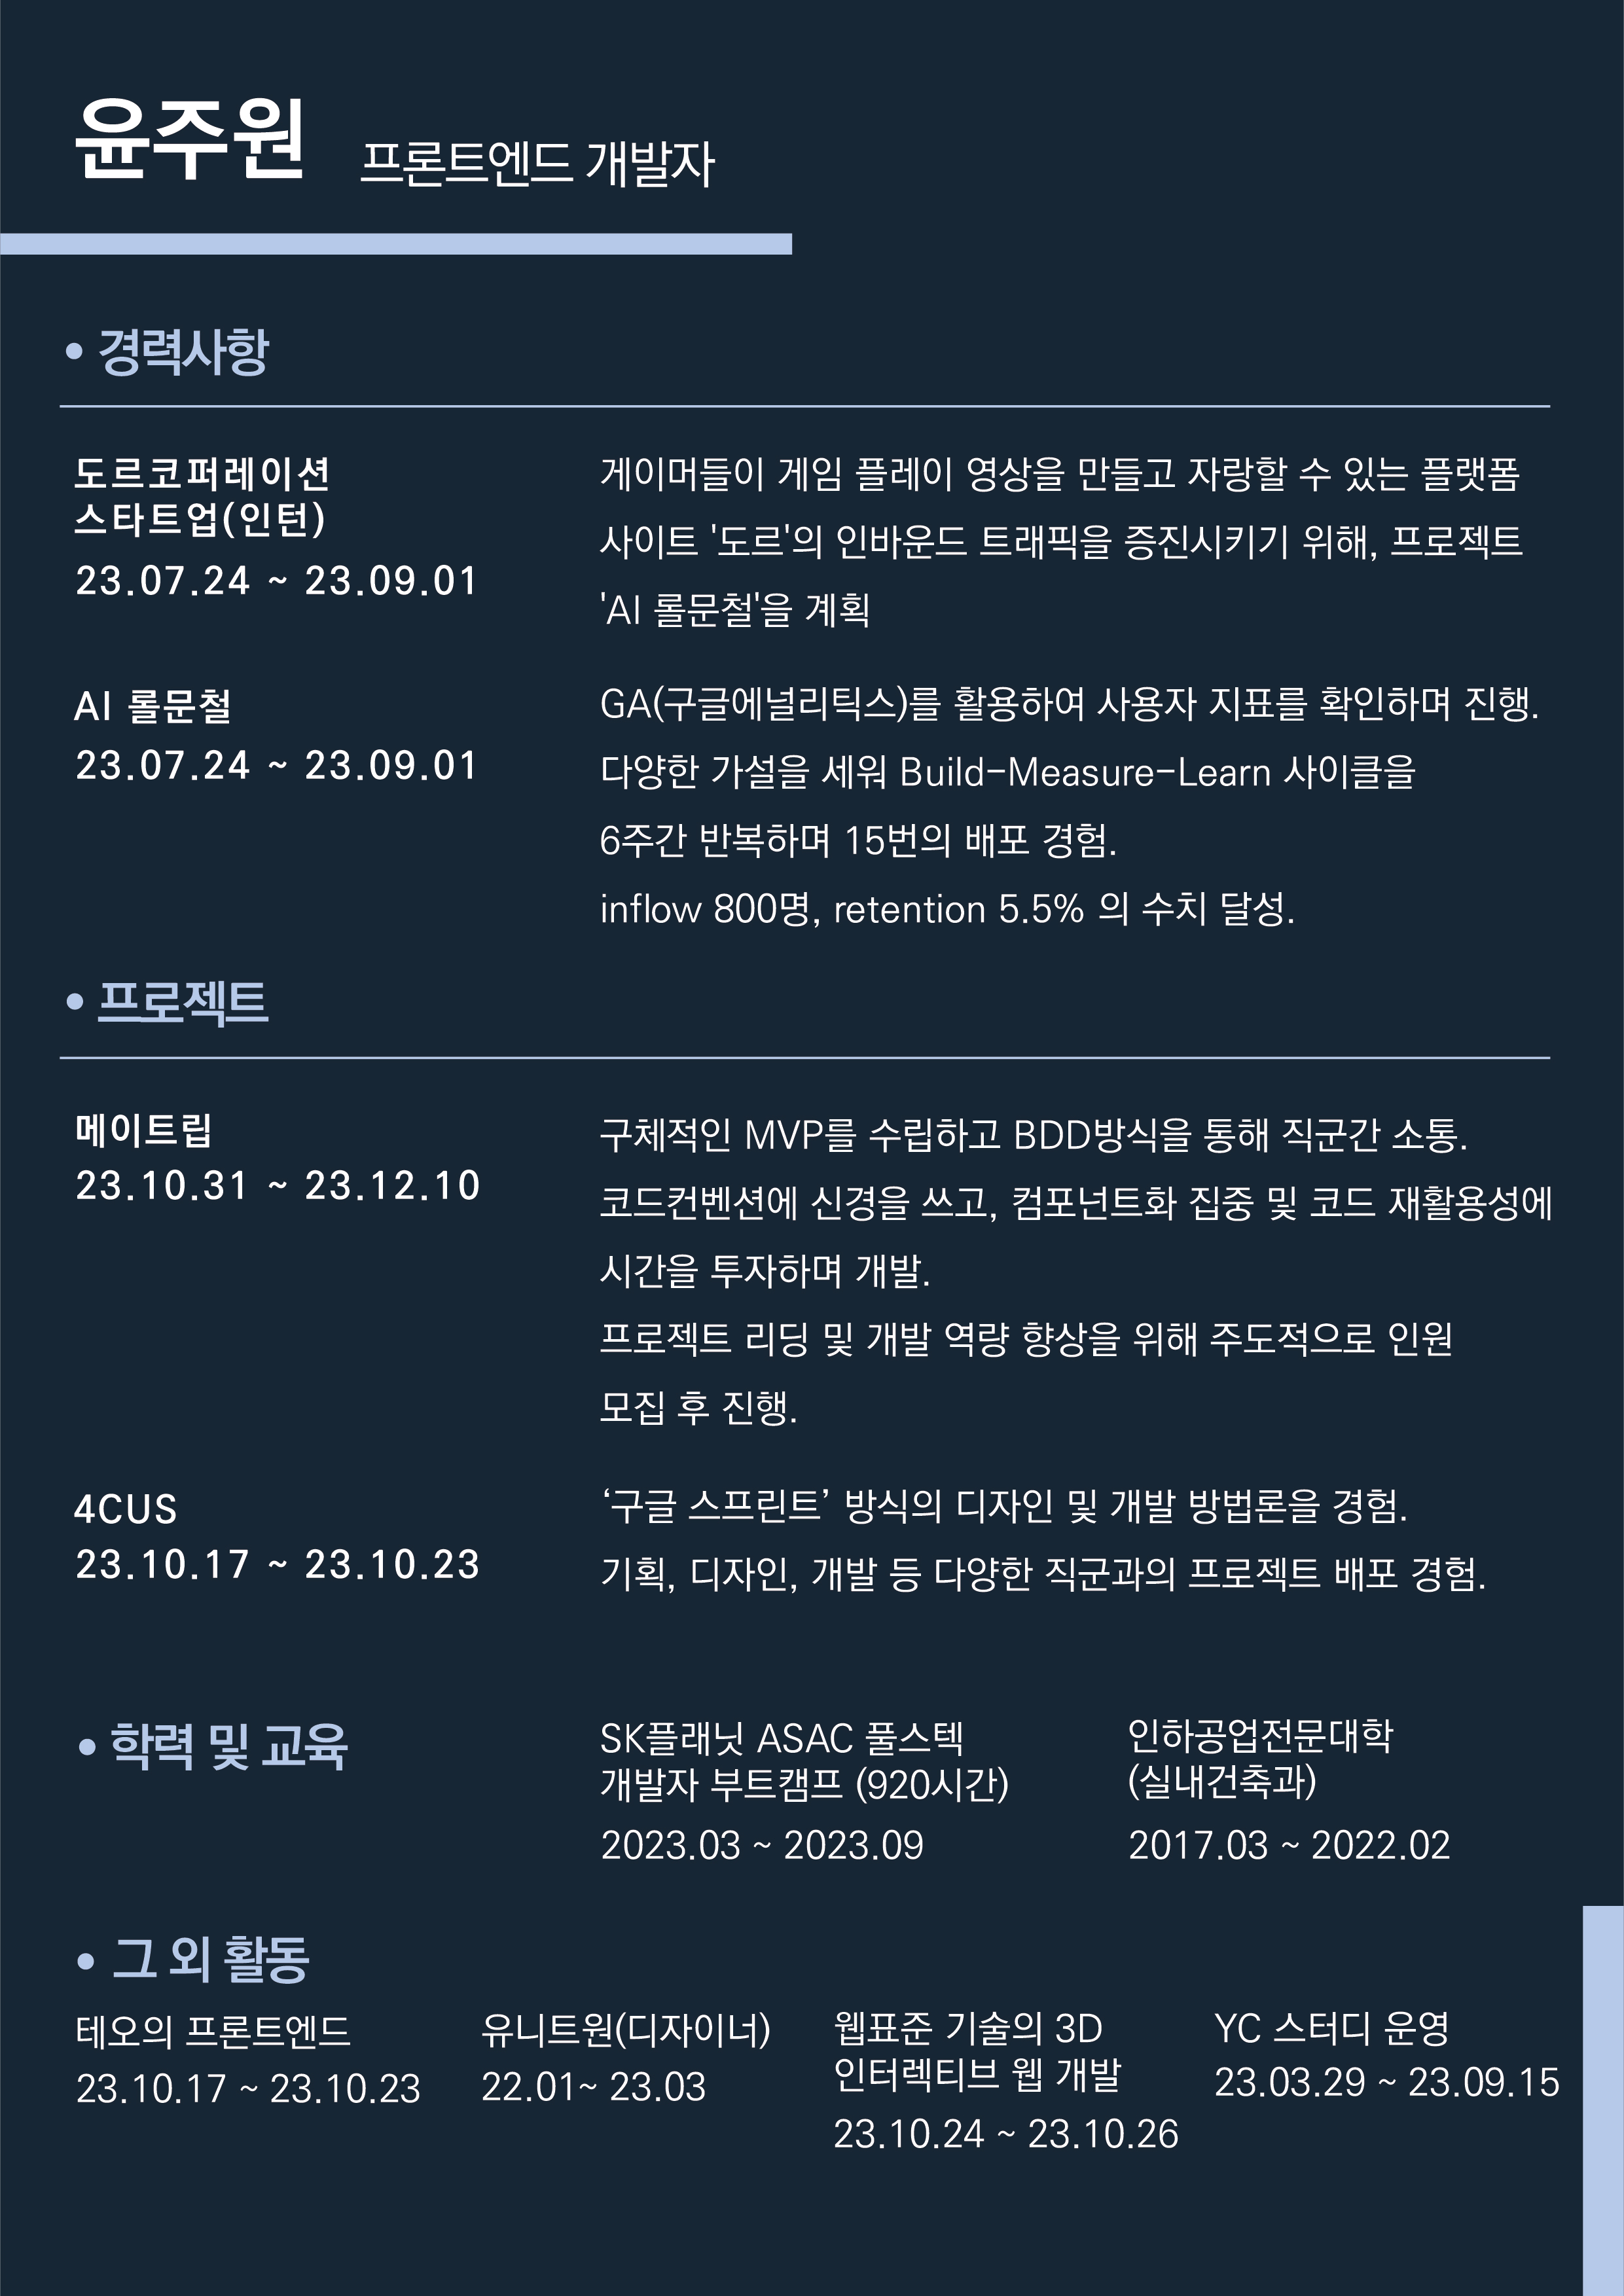 윤주원 프론트엔드 개발자
• 경력사항
도르코퍼레이션
스타트업(인턴)
23.07.24 ~ 23.09.01
게이머들이 게임 플레이 영상을 만들고 자랑할 수 있는 플랫폼
사이트 '도르'의 인바운드 트래픽을 증진시키기 위해, 프로젝트
'AI 롤문철'을 계획
AI 롤문철
23.07.24 ~ 23.09.01
GA(구글에널리틱스)를 활용하여 사용자 지표를 확인하며 진행.
다양한 가설을 세워 Build-Measure-Learn 사이클을
6주간 반복하며 15번의 배포 경험.
inflow 800명, retention 5.5% 의 수치 달성.
• 프로젝트
메이트립
23.10.31 ~ 23.12.10
구체적인 MVP를 수립하고 BDD방식을 통해 직군간 소통.
코드컨벤션에 신경을 쓰고, 컴포넌트화 집중 및 코드 재활용성에
시간을 투자하며 개발.
프로젝트 리딩 및 개발 역량 향상을 위해 주도적으로 인원
모집 후 진행.
4CUS
23.10.17 ~ 23.10.23
‘구글 스프린트’ 방식의 디자인 및 개발 방법론을 경험.
기획, 디자인, 개발 등 다양한 직군과의 프로젝트 배포 경험.
• 학력 및 교육
SK플래닛 ASAC 풀스텍
개발자 부트캠프 (920시간)
2023.03 ~ 2023.09
인하공업전문대학
(실내건축과)
2017.03 ~ 2022.02
• 그 외 활동
테오의 프론트엔드
23.10.17 ~ 23.10.23
유니트원(디자이너)
22.01~ 23.03
웹표준 기술의 3D
인터렉티브 웹 개발
23.10.24 ~ 23.10.26
YC 스터디 운영
23.03.29 ~ 23.09.15